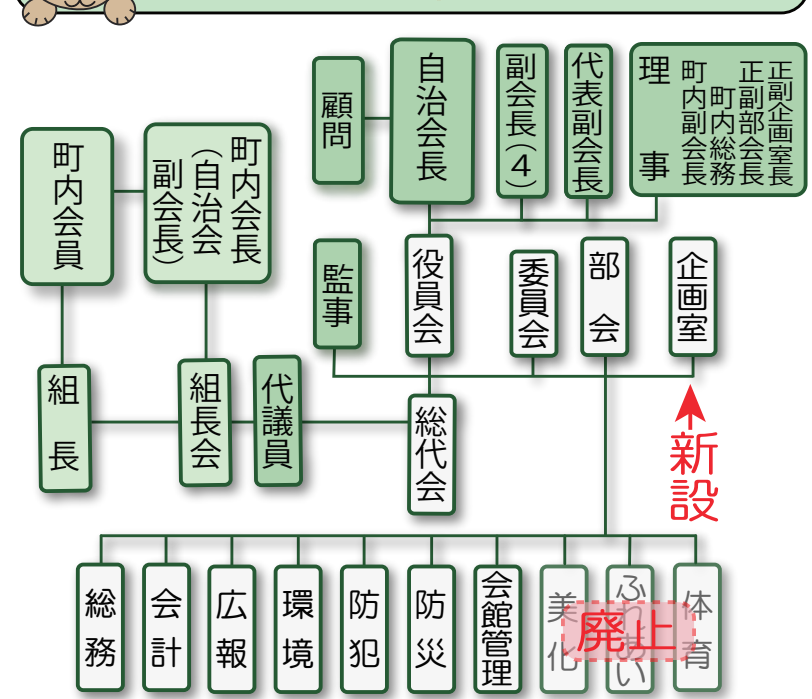 顧問
自治会長
副会長(4)
代表副会長
理事
正副企画室長
正副部会長
町内総務
町内副会長
町内会員
町内会長
(自治会
副会長)
監事
役員会
委員会
部会
企画室
新設
組長
組長会
代議員
総代会
総務
会計
広報
環境
防犯
防災
会館管理
美化
ふれあい
体育
廃止